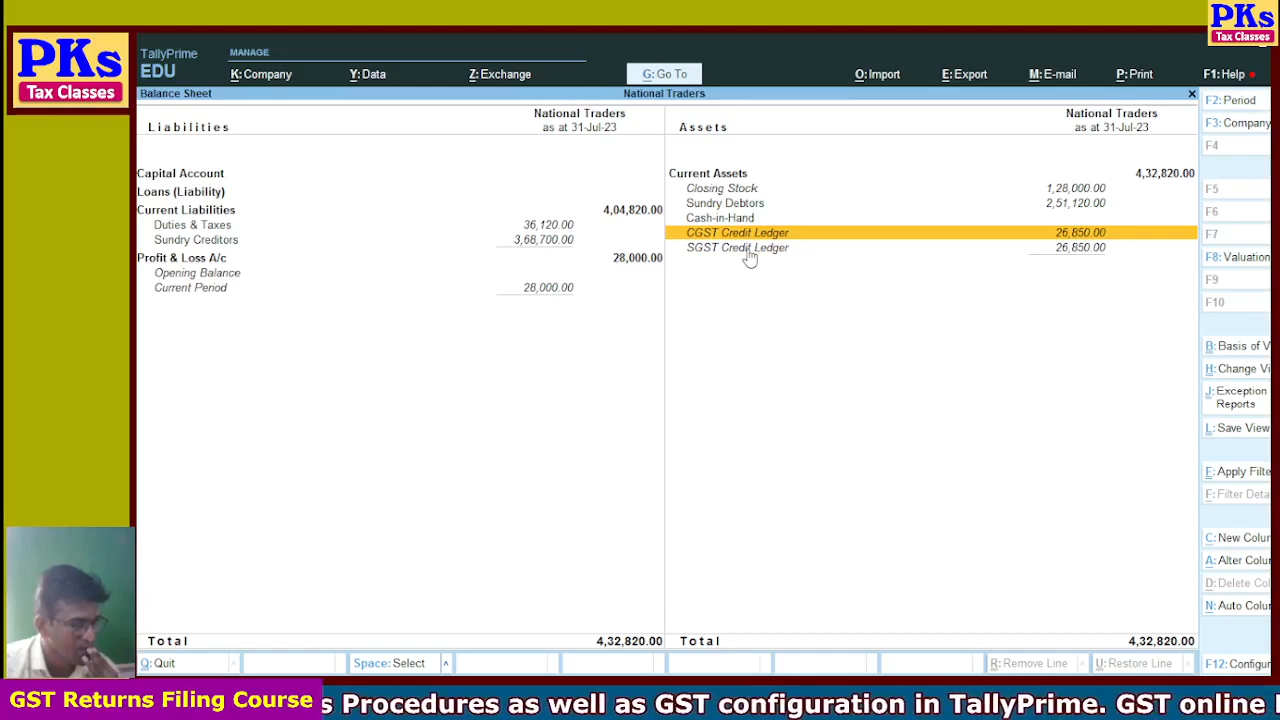 PKs
Tax Classes
PKs
Tax Classes
TallyPrime
EDU
MANAGE
K: Company
Y: Data
Z: Exchange
G: Go To
O: Import
E: Export
M: E-mail
P: Print
F1: Help
Balance Sheet
National Traders
×
Liabilities
National Traders
as at 31-Jul-23
Capital Account
Loans (Liability)
Current Liabilities 4,04,820.00
Duties & Taxes 36,120.00
Sundry Creditors 3,68,700.00
Profit & Loss A/c 28,000.00
Opening Balance
Current Period 28,000.00
Total 4,32,820.00
Assets
National Traders
as at 31-Jul-23
Current Assets 4,32,820.00
Closing Stock 1,28,000.00
Sundry Debtors 2,51,120.00
Cash-in-Hand
CGST Credit Ledger 26,850.00
SGST Credit Ledger 26,850.00
Total 4,32,820.00
F2: Period
F3: Company
F4
F5
F6
F7
F8: Valuation
F9
F10
B: Basis of V
H: Change Vi
J: Exception
Reports
L: Save View
F: Apply Filte
F: Filter Deta
C: New Colu
A: Alter Colum
D: Delete Col
N: Auto Colu
F12: Configur
Q: Quit
Space: Select
R: Remove Line
U: Restore Line
GST Returns Filing Course
s Procedures as well as GST configuration in TallyPrime. GST online